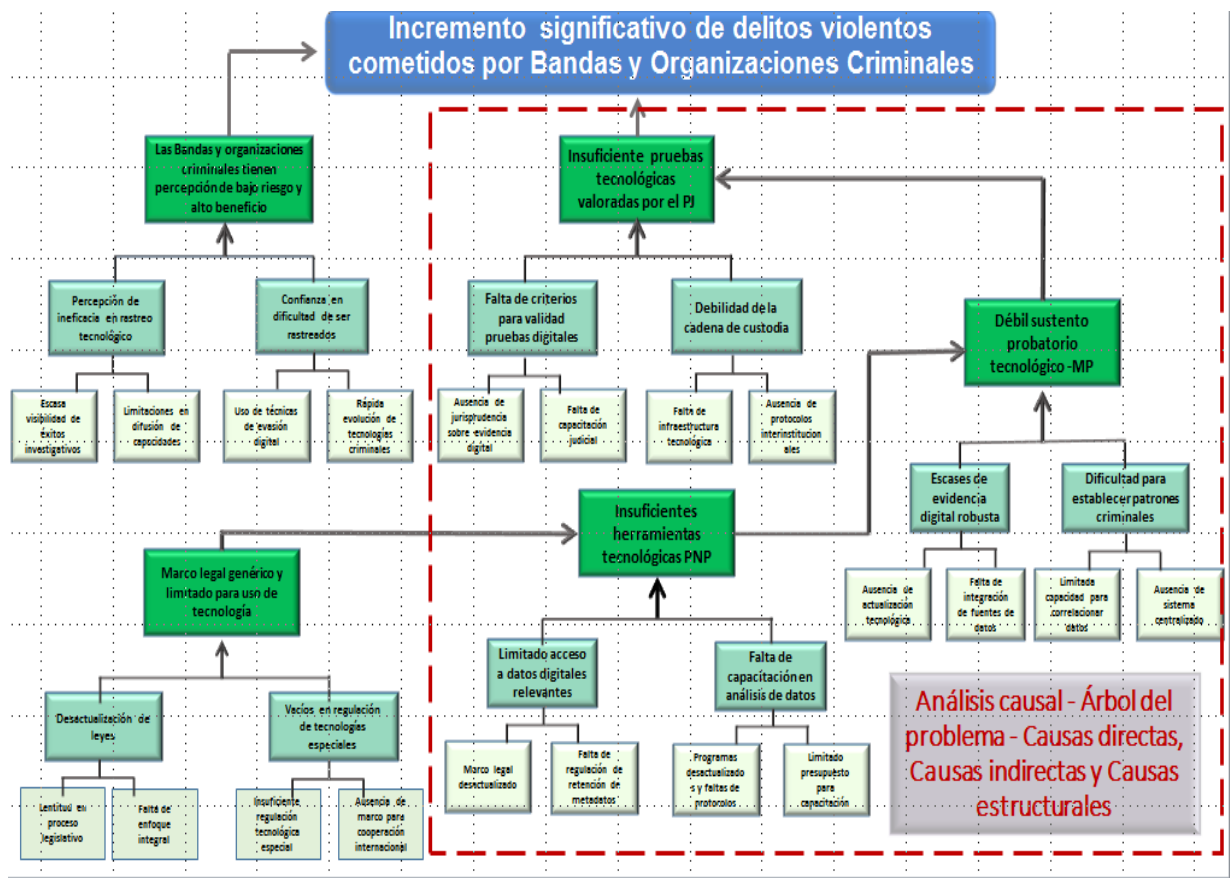 Incremento significativo de delitos violentos
cometidos por Bandas y Organizaciones Criminales
Las Bandas y organizaciones
criminales tienen
percepción de bajo riesgo y
alto beneficio
Insuficiente pruebas
tecnológicas
valoradas por el PJ
Percepción de
ineficacia en rastreo
tecnológico
Confianza en
dificultad de ser
rastreados
Falta de criterios
para validad
pruebas digitales
Debilidad de la
cadena de custodia
Débil sustento
probatorio
tecnológico -MP
Escasa
visibilidad de
éxitos
investigativos
Limitaciones en
difusión de
capacidades
Uso de técnicas
de evasión
digital
Rápida
evolución de
tecnologías
criminales
Ausencia de
jurisprudencia
sobre evidencia
digital
Falta de
capacitación
judicial
Falta de
infraestructura
tecnológica
Ausencia de
protocolos
interinstitucion
ales
Escases de
evidencia
digital robusta
Dificultad para
establecer patrones
criminales
Insuficientes
herramientas
tecnológicas PNP
Marco legal genérico y
limitado para uso de
tecnología
Ausencia de
actualización
tecnológica
Falta de
integración
de fuentes de
datos
Limitada
capacidad para
correlacionar
datos
Ausencia de
sistema
centralizado
Limitado acceso
a datos digitales
relevantes
Falta de
capacitación en
análisis de datos
Desactualización de
leyes
Vacíos en regulación
de tecnologías
especiales
Marco legal
desactualizado
Falta de
regulación de
retención de
metadatos
Programas
desactualizado
s y faltas de
protocolos
Limitado
presupuesto
para
capacitación
Lentitud en
proceso
legislativo
Falta de
enfoque
integral
Insuficiente
regulación
tecnológica
especial
Ausencia de
marco para
cooperación
internacional
Análisis causal - Árbol del
problema - Causas directas,
Causas indirectas y Causas
estructurales